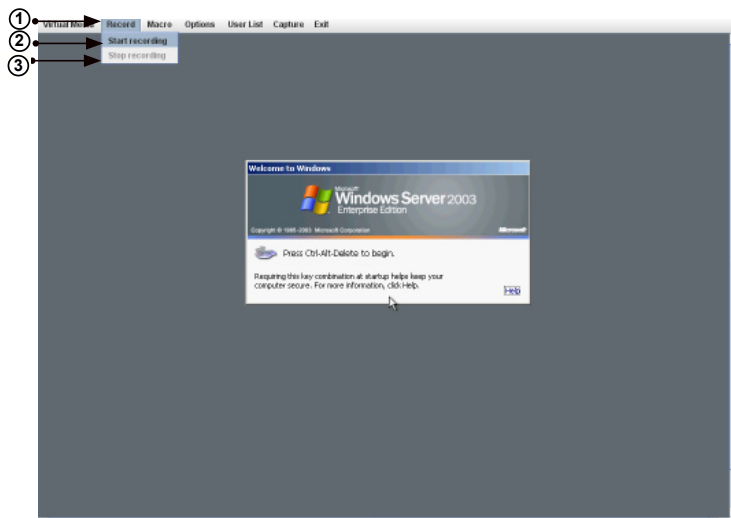 1
Virtual Media Record Macro Options User List Capture Exit
2
Start recording
3
Stop recording
Welcome to Windows
Microsoft
Windows Server 2003
Enterprise Edition
Copyright © 1985-2003 Microsoft Corporation
Microsoft
Press Ctrl-Alt-Delete to begin.
Requiring this key combination at startup helps keep your
computer secure. For more information, click Help.
Help